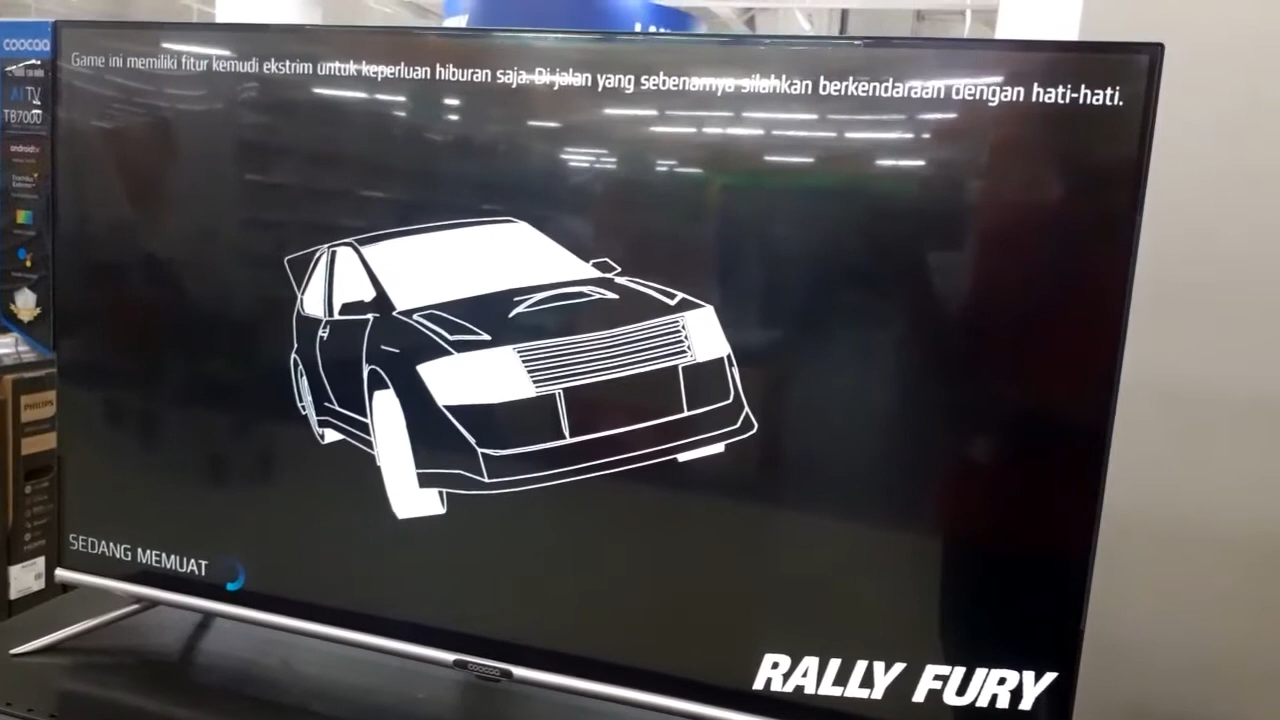 Game ini memiliki fitur kemudi ekstrim untuk keperluan hiburan saja. Di jalan yang sebenarnya silahkan berkendaraan dengan hati-hati.
coocaa
AI TV
TB7000
androidtv
PHILIPS
SEDANG MEMUAT
coocaa
RALLY FURY